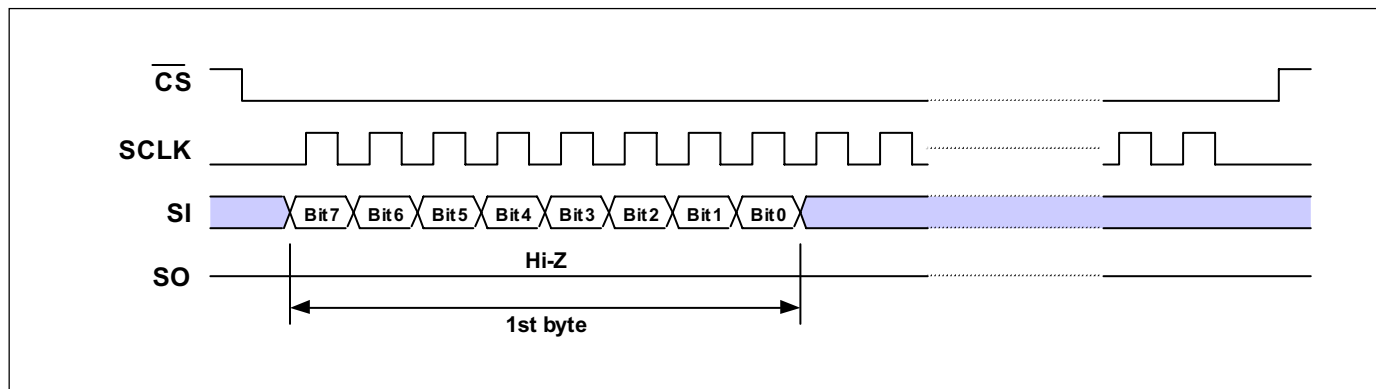 CS
SCLK
SI
Bit7 Bit6 Bit5 Bit4 Bit3 Bit2 Bit1 Bit0
Hi-Z
SO
1st byte